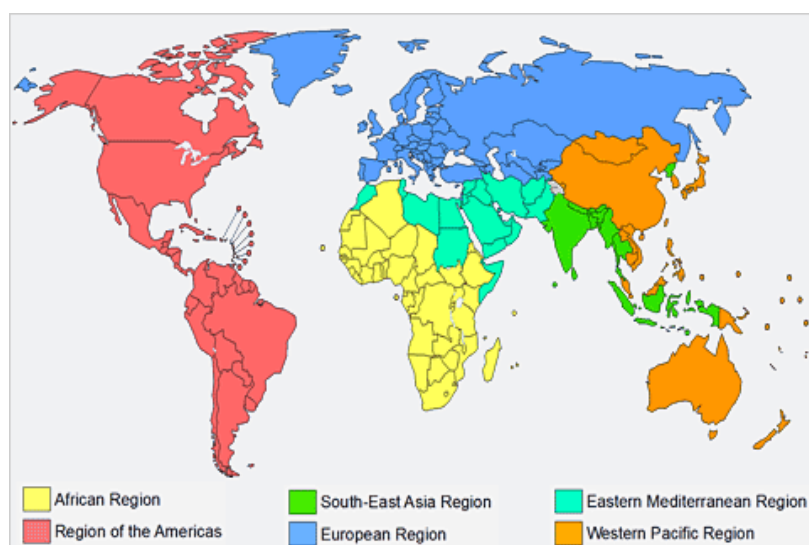 African Region
South-East Asia Region
Eastern Mediterranean Region
Region of the Americas
European Region
Western Pacific Region